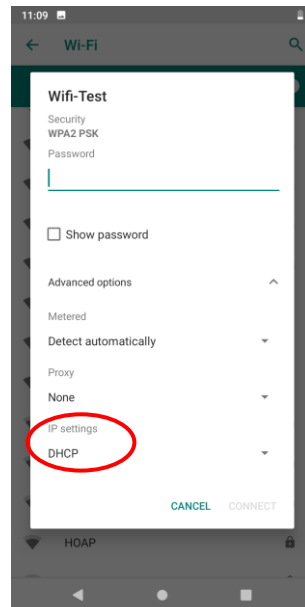 11:09
Wi-Fi
Wifi-Test
Security
WPA2 PSK
Password
Show password
Advanced options
Metered
Detect automatically
Proxy
None
IP settings
DHCP
CANCEL CONNECT
HOAP